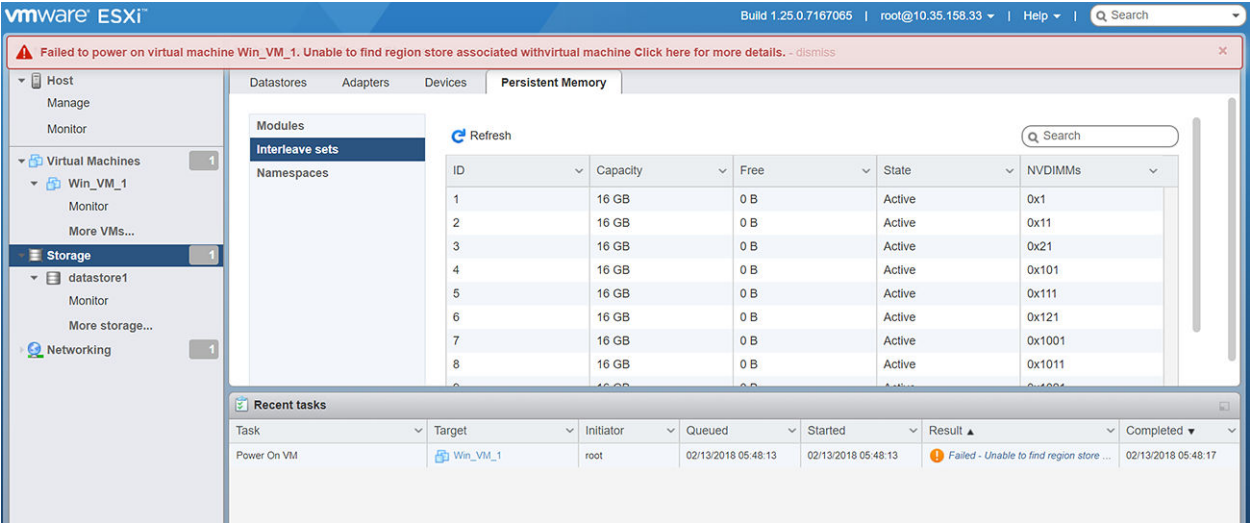 vmware ESXi™ Build 1.25.0.7167065 | root@10.35.158.33 | Help | Search
Failed to power on virtual machine Win_VM_1. Unable to find region store associated withvirtual machine Click here for more details. - dismiss
Host
Manage
Monitor
Virtual Machines 1
Win_VM_1
Monitor
More VMs...
Storage 1
datastore1
Monitor
More storage...
Networking 1
Datastores Adapters Devices Persistent Memory
Modules
Interleave sets
Namespaces
Refresh Search
ID Capacity Free State NVDIMMs
1 16 GB 0 B Active 0x1
2 16 GB 0 B Active 0x11
3 16 GB 0 B Active 0x21
4 16 GB 0 B Active 0x101
5 16 GB 0 B Active 0x111
6 16 GB 0 B Active 0x121
7 16 GB 0 B Active 0x1001
8 16 GB 0 B Active 0x1011
Recent tasks
Task Target Initiator Queued Started Result Completed
Power On VM Win_VM_1 root 02/13/2018 05:48:13 02/13/2018 05:48:13 Failed - Unable to find region store ... 02/13/2018 05:48:17